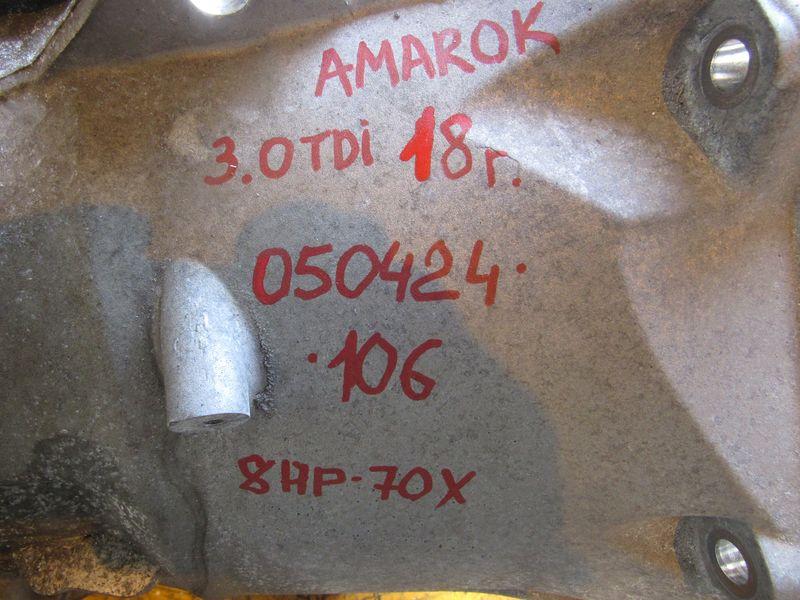 AMAROK
3.0TDi 18г.
050424.
.106
8HP-70X